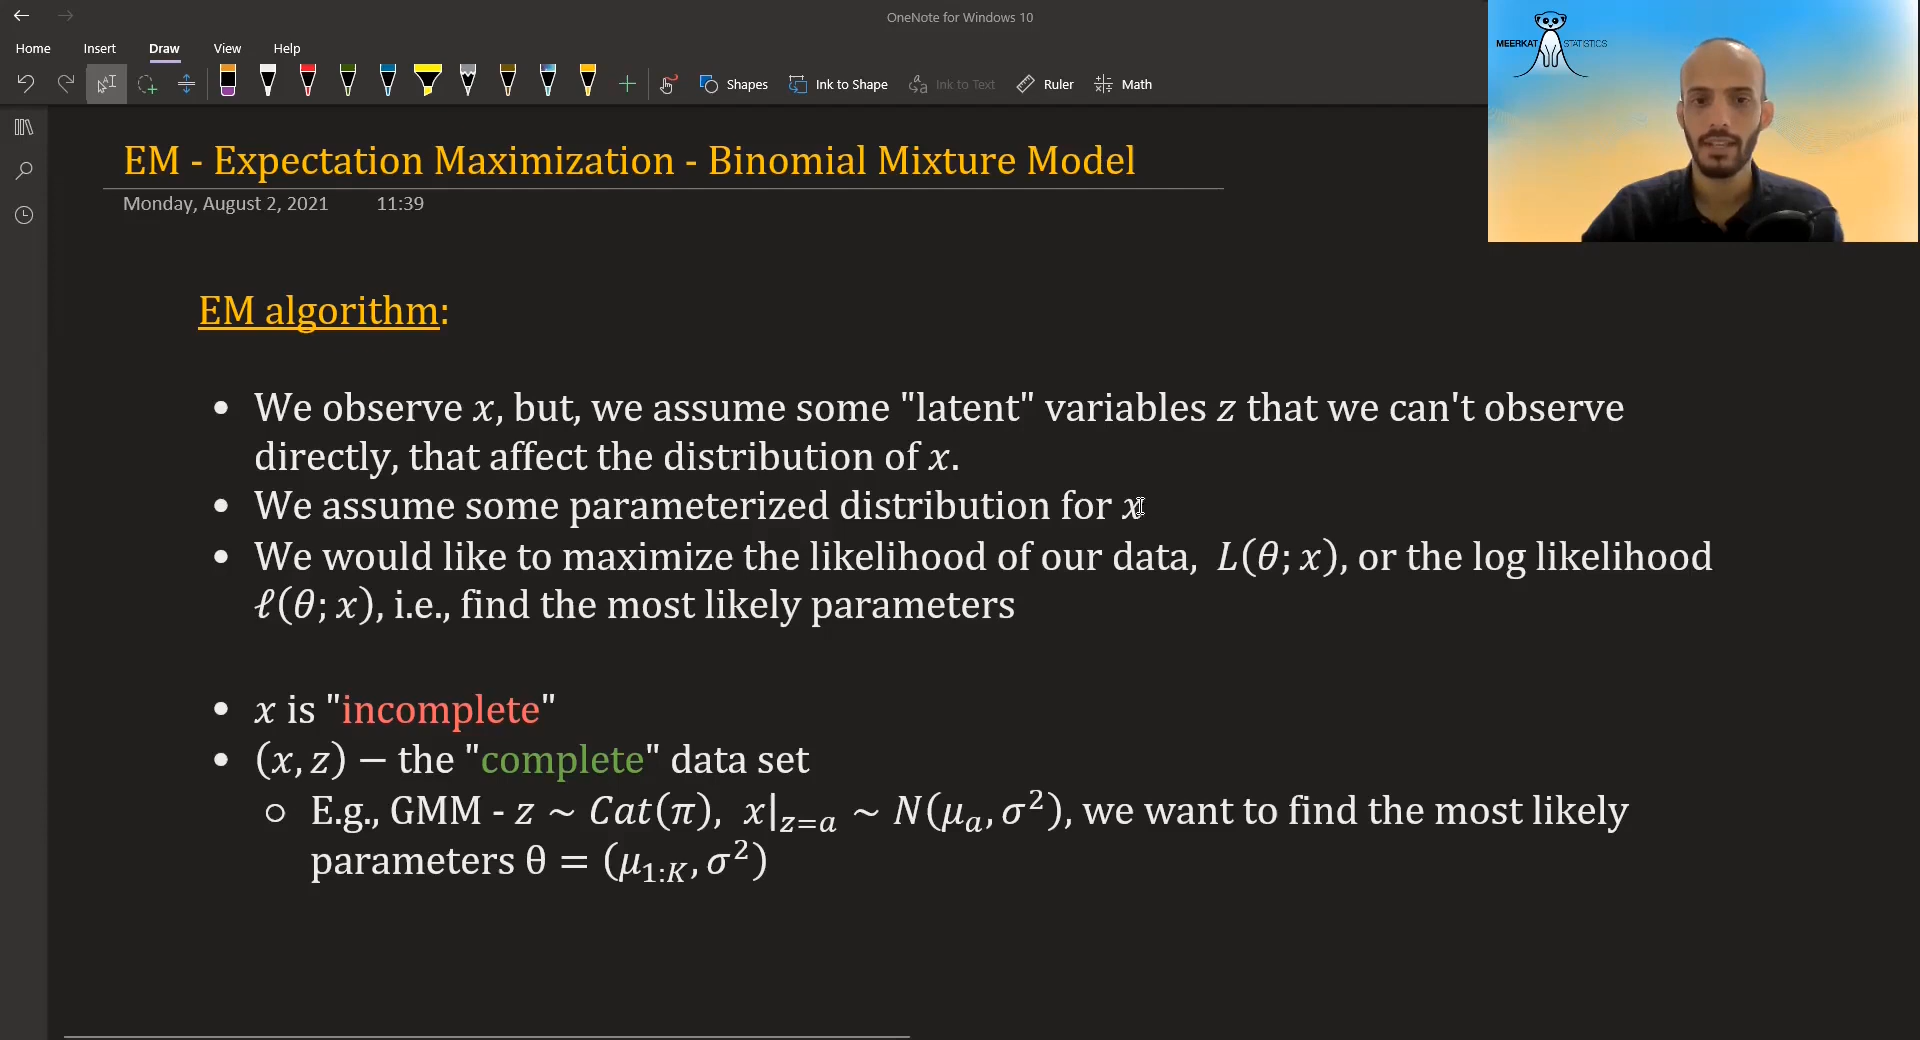 OneNote for Windows 10
Home Insert Draw View Help
Shapes Ink to Shape Ink to Text Ruler Math
MEERKAT STATISTICS
EM - Expectation Maximization - Binomial Mixture Model
Monday, August 2, 2021 11:39
EM algorithm:
• We observe x, but, we assume some "latent" variables z that we can't observe
directly, that affect the distribution of x.
• We assume some parameterized distribution for x
• We would like to maximize the likelihood of our data, L(θ; x), or the log likelihood
ℓ(θ; x), i.e., find the most likely parameters
• x is "incomplete"
• (x, z) − the "complete" data set
○ E.g., GMM - z ~ Cat(π), x|_{z=a} ~ N(μ_a, σ²), we want to find the most likely
parameters θ = (μ_{1:K}, σ²)